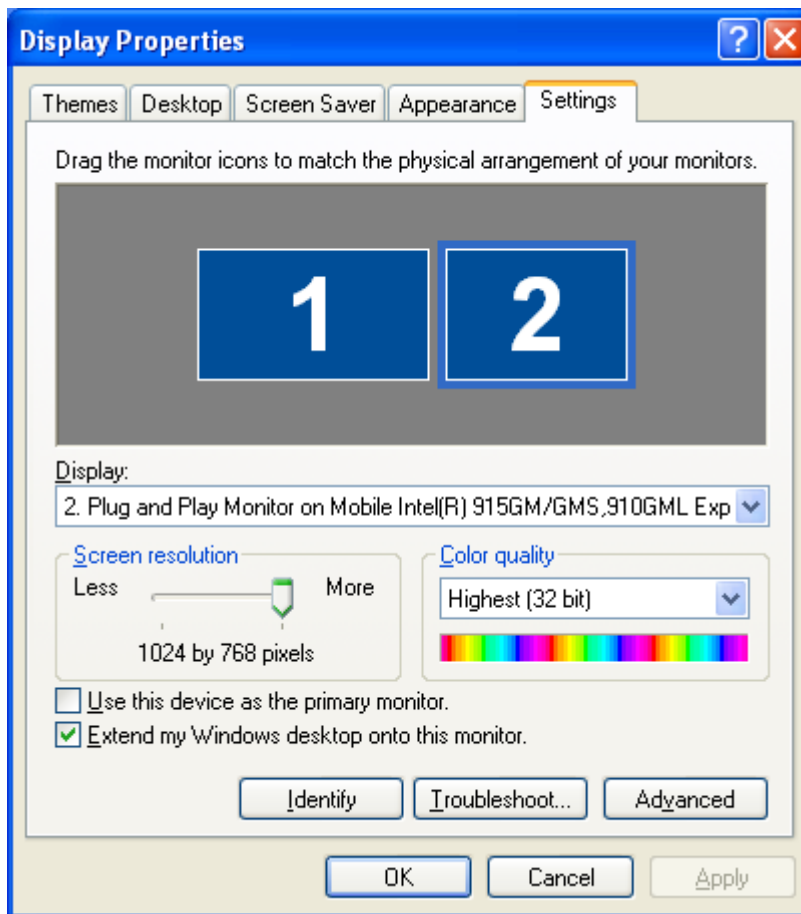 Display Properties
Themes Desktop Screen Saver Appearance Settings
Drag the monitor icons to match the physical arrangement of your monitors.
1 2
Display:
2. Plug and Play Monitor on Mobile Intel(R) 915GM/GMS,910GML Exp
Screen resolution Color quality
Less More
Highest (32 bit)
1024 by 768 pixels
Use this device as the primary monitor.
Extend my Windows desktop onto this monitor.
Identify Troubleshoot... Advanced
OK Cancel Apply